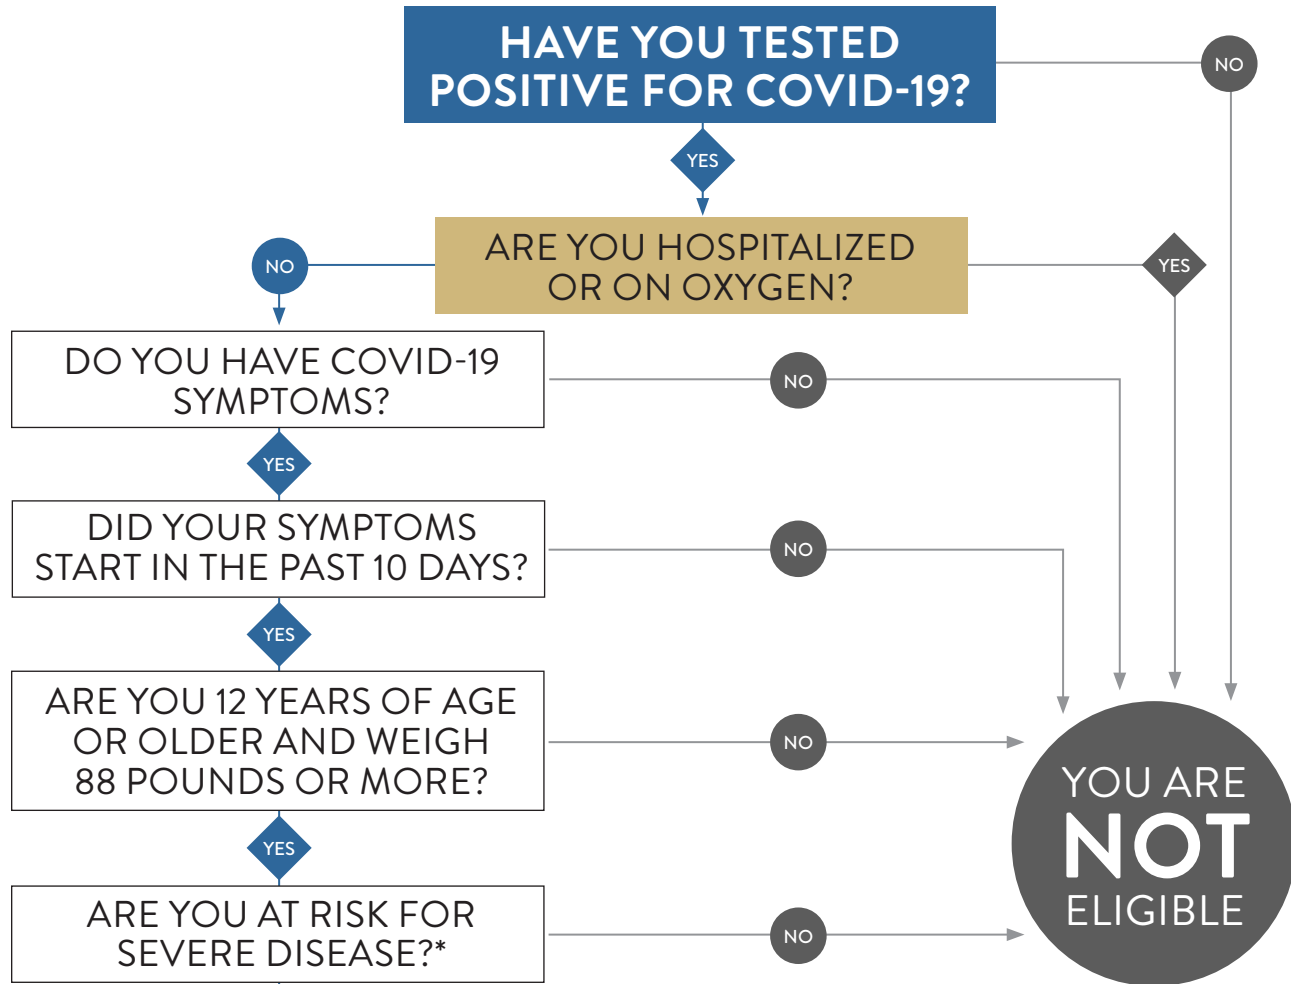 HAVE YOU TESTED
POSITIVE FOR COVID-19?
NO
YES
ARE YOU HOSPITALIZED
OR ON OXYGEN?
NO
YES
DO YOU HAVE COVID-19
SYMPTOMS?
NO
YES
DID YOUR SYMPTOMS
START IN THE PAST 10 DAYS?
NO
YES
ARE YOU 12 YEARS OF AGE
OR OLDER AND WEIGH
88 POUNDS OR MORE?
NO
YES
ARE YOU AT RISK FOR
SEVERE DISEASE?*
NO
YOU ARE
NOT
ELIGIBLE